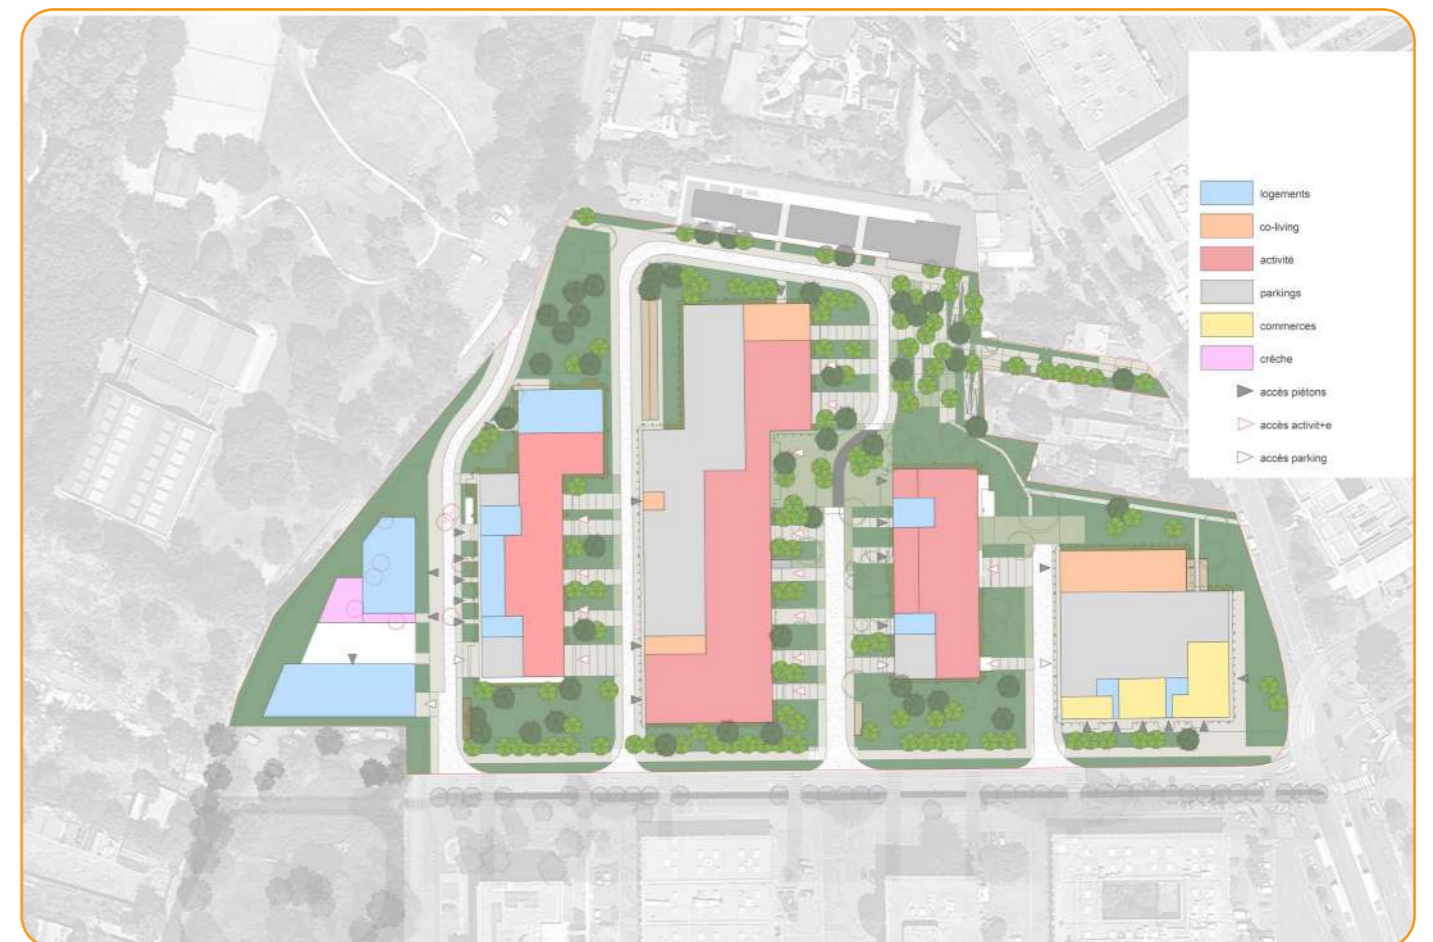 logements
co-living
activité
parkings
commerces
crèche
accès piétons
accès activit+e
accès parking